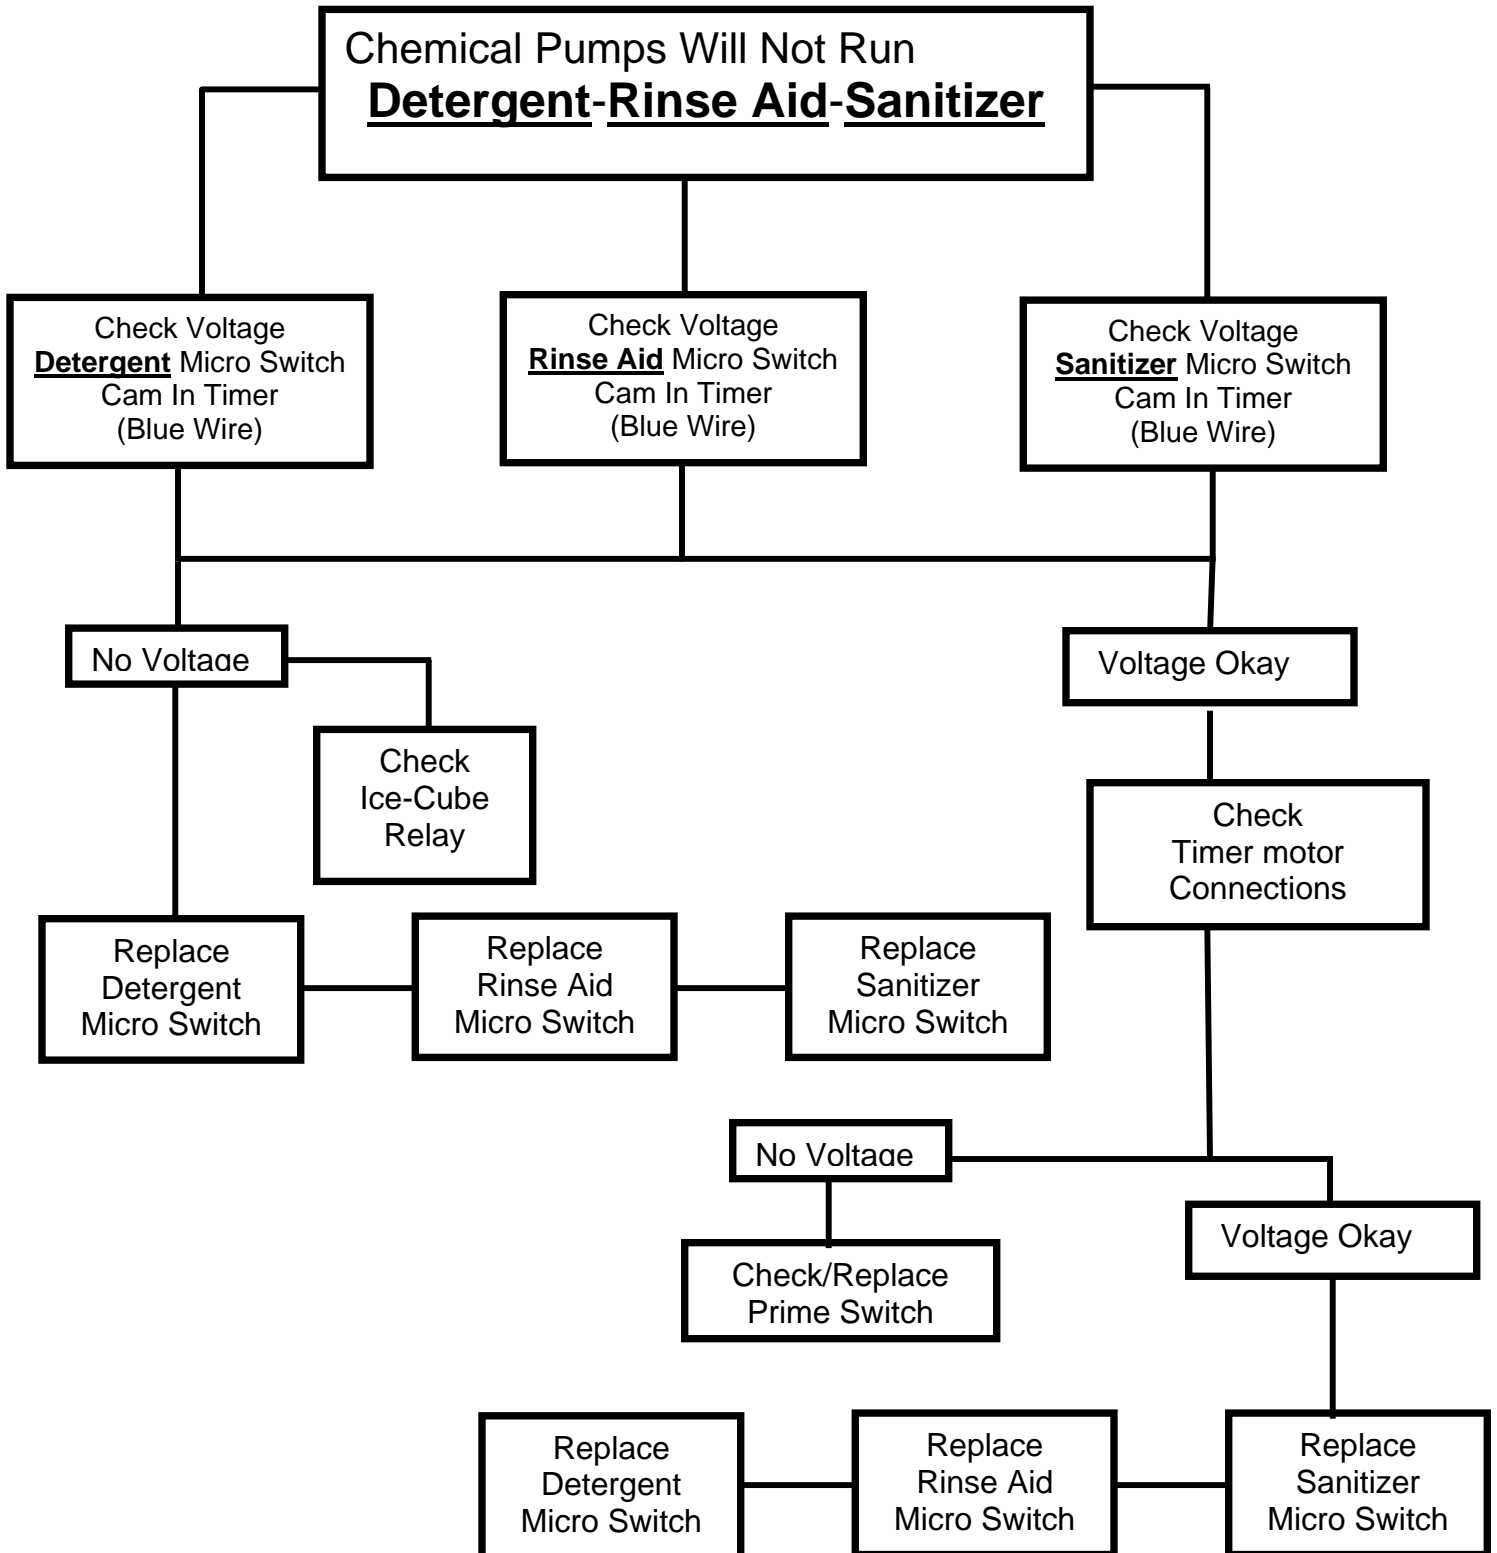 Chemical Pumps Will Not Run
Detergent-Rinse Aid-Sanitizer
Check Voltage
Detergent Micro Switch
Cam In Timer
(Blue Wire)
Check Voltage
Rinse Aid Micro Switch
Cam In Timer
(Blue Wire)
Check Voltage
Sanitizer Micro Switch
Cam In Timer
(Blue Wire)
No Voltage
Voltage Okay
Check
Ice-Cube
Relay
Check
Timer motor
Connections
Replace
Detergent
Micro Switch
Replace
Rinse Aid
Micro Switch
Replace
Sanitizer
Micro Switch
No Voltage
Voltage Okay
Check/Replace
Prime Switch
Replace
Detergent
Micro Switch
Replace
Rinse Aid
Micro Switch
Replace
Sanitizer
Micro Switch